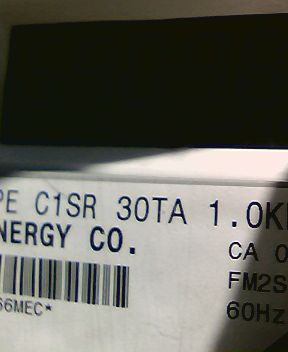 PE C1SR 30TA 1.0K
NERGY CO.
CA 0
FM2S
66MEC*
60Hz